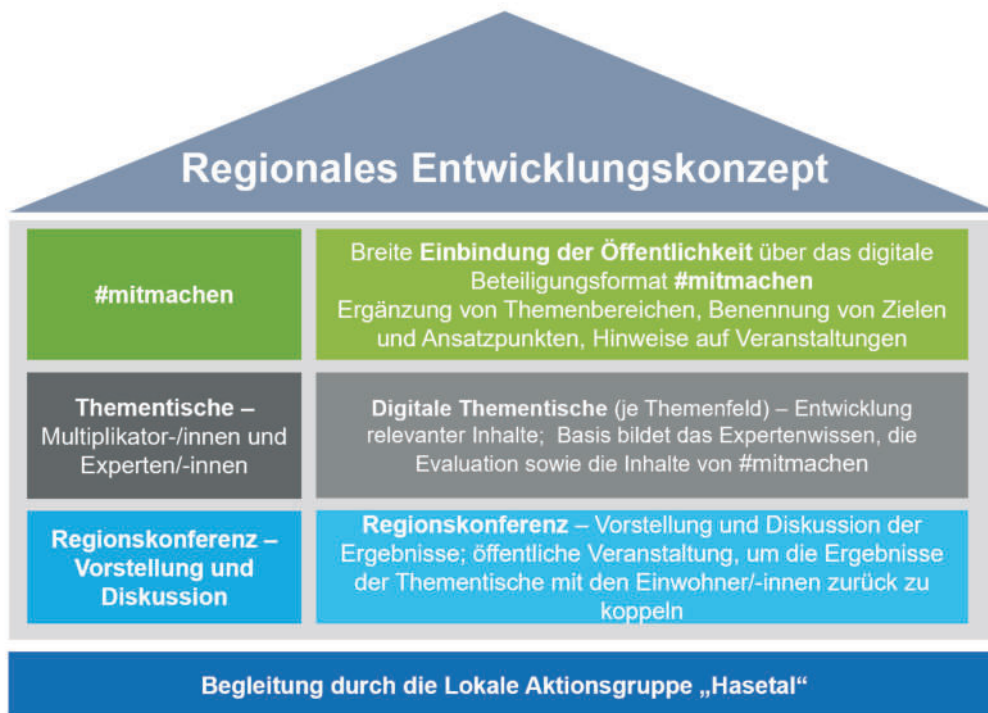 Regionales Entwicklungskonzept
#mitmachen
Breite Einbindung der Öffentlichkeit über das digitale
Beteiligungsformat #mitmachen
Ergänzung von Themenbereichen, Benennung von Zielen
und Ansatzpunkten, Hinweise auf Veranstaltungen
Thementische –
Multiplikator-/innen und
Experten/-innen
Digitale Thementische (je Themenfeld) – Entwicklung
relevanter Inhalte; Basis bildet das Expertenwissen, die
Evaluation sowie die Inhalte von #mitmachen
Regionskonferenz –
Vorstellung und
Diskussion
Regionskonferenz – Vorstellung und Diskussion der
Ergebnisse; öffentliche Veranstaltung, um die Ergebnisse
der Thementische mit den Einwohner/-innen zurück zu
koppeln
Begleitung durch die Lokale Aktionsgruppe „Hasetal“